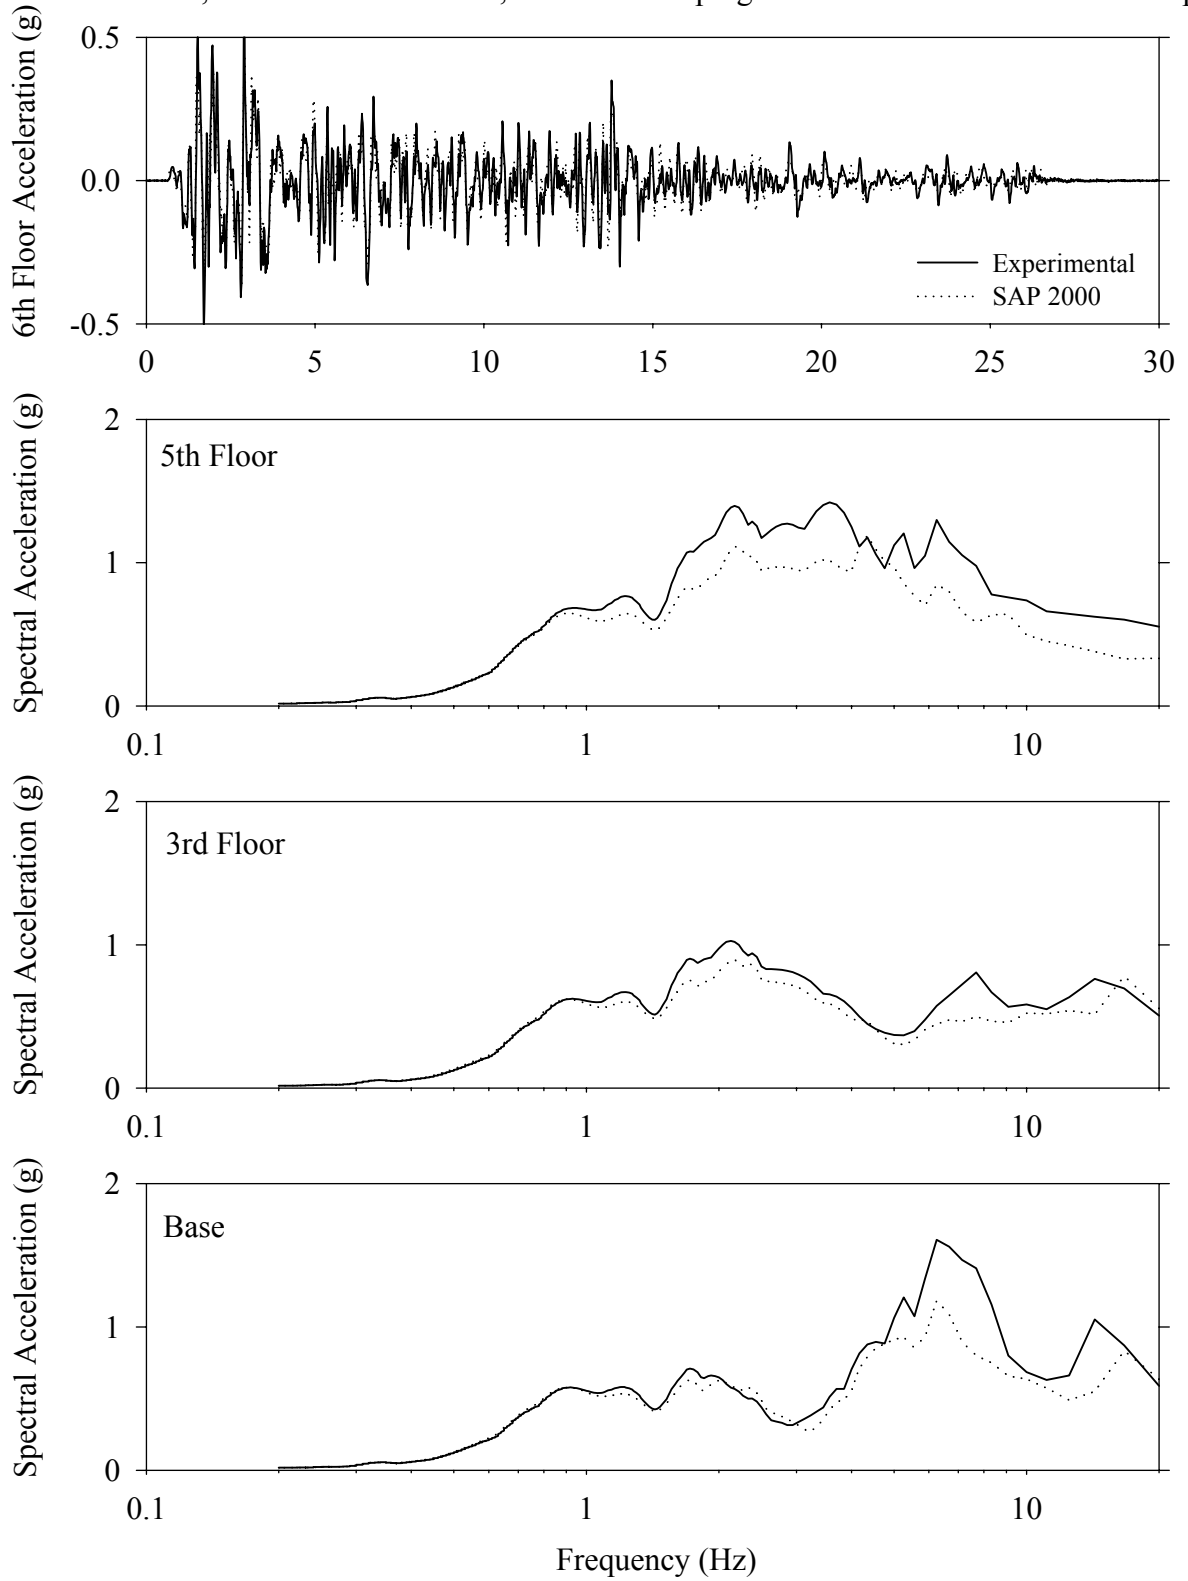 6th Floor Acceleration (g)
0.5
0.0
-0.5
Experimental
SAP 2000
0 5 10 15 20 25 30
Spectral Acceleration (g)
2
1
0
5th Floor
0.1 1 10
Spectral Acceleration (g)
2
1
0
3rd Floor
0.1 1 10
Spectral Acceleration (g)
2
1
0
Base
0.1 1 10
Frequency (Hz)